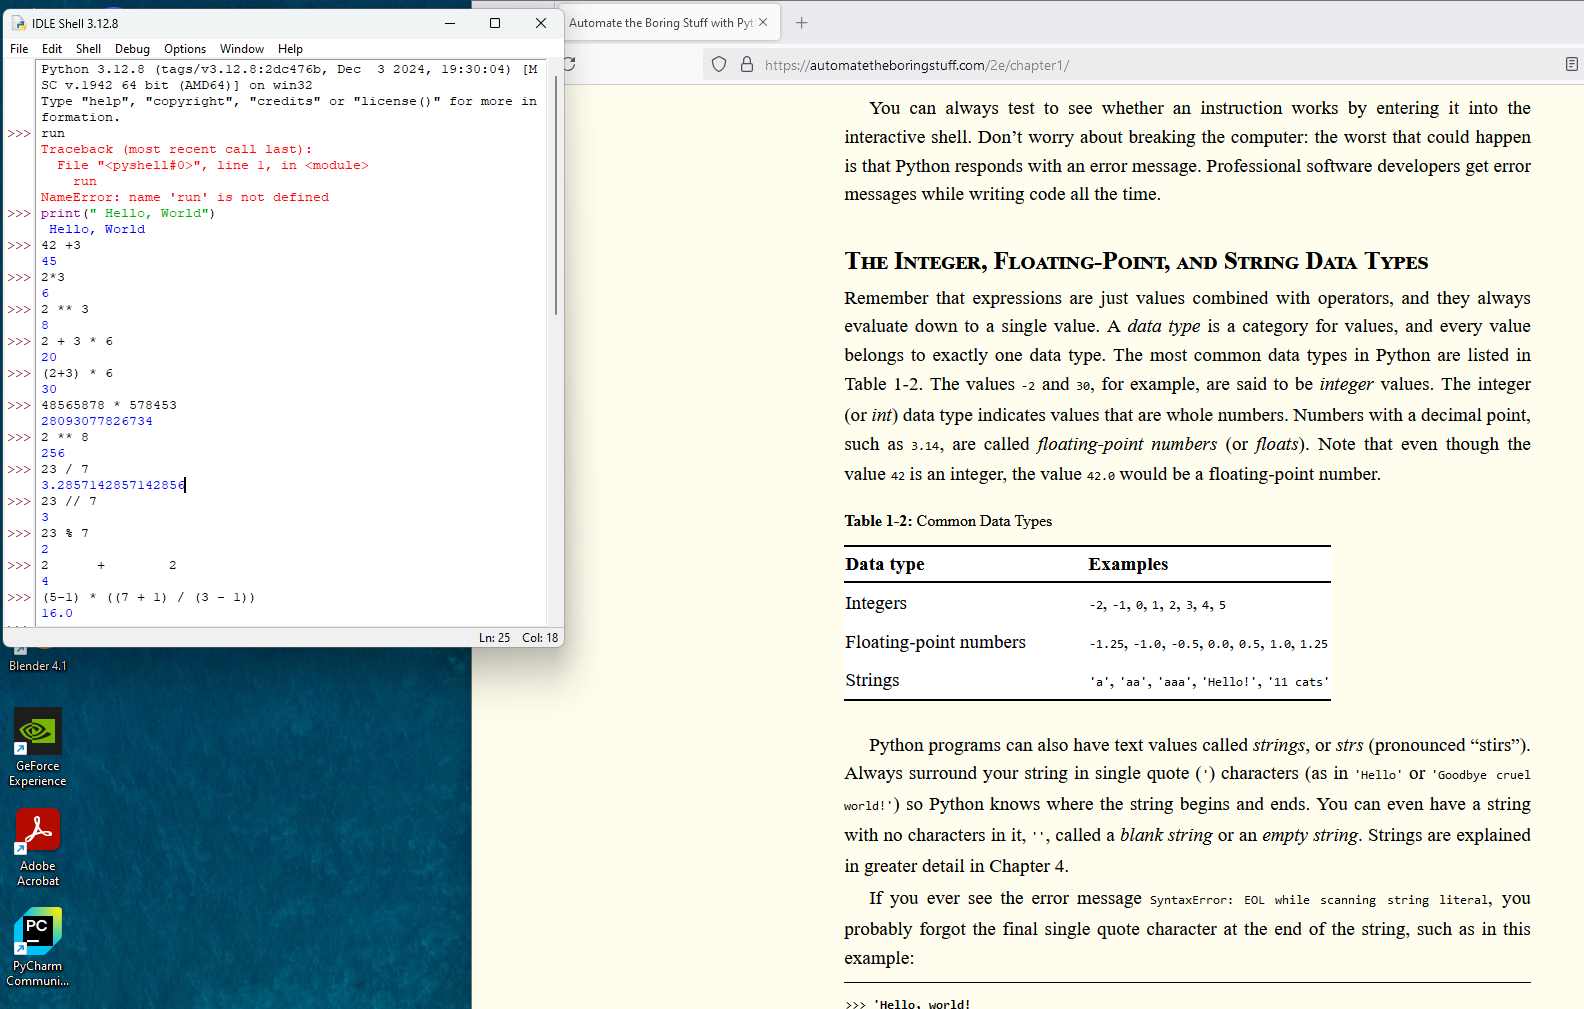 IDLE Shell 3.12.8
File Edit Shell Debug Options Window Help
Python 3.12.8 (tags/v3.12.8:2dc476b, Dec  3 2024, 19:30:04) [M
SC v.1942 64 bit (AMD64)] on win32
Type "help", "copyright", "credits" or "license()" for more in
formation.
>>> run
Traceback (most recent call last):
  File "<pyshell#0>", line 1, in <module>
    run
NameError: name 'run' is not defined
>>> print(" Hello, World")
 Hello, World
>>> 42 +3
45
>>> 2*3
6
>>> 2 ** 3
8
>>> 2 + 3 * 6
20
>>> (2+3) * 6
30
>>> 48565878 * 578453
28093077826734
>>> 2 ** 8
256
>>> 23 / 7
3.2857142857142856
>>> 23 // 7
3
>>> 23 % 7
2
>>> 2      +        2
4
>>> (5-1) * ((7 + 1) / (3 - 1))
16.0
Ln: 25 Col: 18
Blender 4.1
GeForce
Experience
Adobe
Acrobat
PC
PyCharm
Communi...
Automate the Boring Stuff with Pyt
https://automatetheboringstuff.com/2e/chapter1/
You can always test to see whether an instruction works by entering it into the
interactive shell. Don’t worry about breaking the computer: the worst that could happen
is that Python responds with an error message. Professional software developers get error
messages while writing code all the time.
The Integer, Floating-Point, and String Data Types
Remember that expressions are just values combined with operators, and they always
evaluate down to a single value. A data type is a category for values, and every value
belongs to exactly one data type. The most common data types in Python are listed in
Table 1-2. The values -2 and 30, for example, are said to be integer values. The integer
(or int) data type indicates values that are whole numbers. Numbers with a decimal point,
such as 3.14, are called floating-point numbers (or floats). Note that even though the
value 42 is an integer, the value 42.0 would be a floating-point number.
Table 1-2: Common Data Types
Data type Examples
Integers -2, -1, 0, 1, 2, 3, 4, 5
Floating-point numbers -1.25, -1.0, -0.5, 0.0, 0.5, 1.0, 1.25
Strings 'a', 'aa', 'aaa', 'Hello!', '11 cats'
Python programs can also have text values called strings, or strs (pronounced “stirs”).
Always surround your string in single quote (') characters (as in 'Hello' or 'Goodbye cruel
world!') so Python knows where the string begins and ends. You can even have a string
with no characters in it, '', called a blank string or an empty string. Strings are explained
in greater detail in Chapter 4.
If you ever see the error message SyntaxError: EOL while scanning string literal, you
probably forgot the final single quote character at the end of the string, such as in this
example:
>>> 'Hello, world!